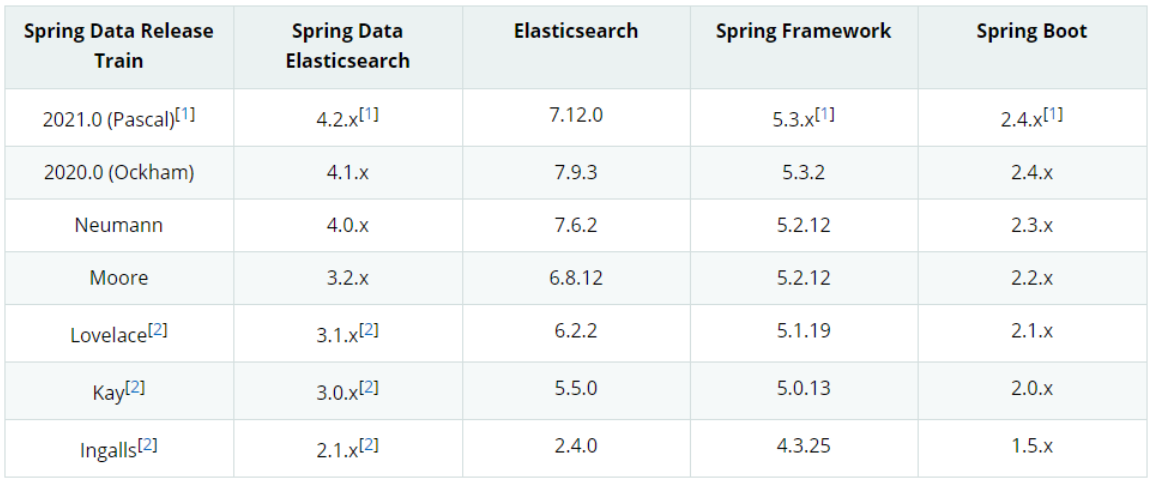 Spring Data Release Train | Spring Data Elasticsearch | Elasticsearch | Spring Framework | Spring Boot
2021.0 (Pascal)[1] | 4.2.x[1] | 7.12.0 | 5.3.x[1] | 2.4.x[1]
2020.0 (Ockham) | 4.1.x | 7.9.3 | 5.3.2 | 2.4.x
Neumann | 4.0.x | 7.6.2 | 5.2.12 | 2.3.x
Moore | 3.2.x | 6.8.12 | 5.2.12 | 2.2.x
Lovelace[2] | 3.1.x[2] | 6.2.2 | 5.1.19 | 2.1.x
Kay[2] | 3.0.x[2] | 5.5.0 | 5.0.13 | 2.0.x
Ingalls[2] | 2.1.x[2] | 2.4.0 | 4.3.25 | 1.5.x